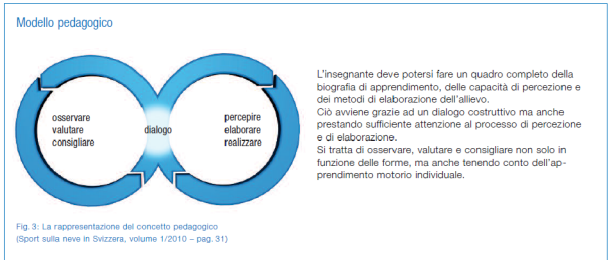 Modello pedagogico
osservare
valutare
consigliare
dialogo
percepire
elaborare
realizzare
L'insegnante deve potersi fare un quadro completo della
biografia di apprendimento, delle capacità di percezione e
dei metodi di elaborazione dell'allievo.
Ciò avviene grazie ad un dialogo costruttivo ma anche
prestando sufficiente attenzione al processo di percezione
e di elaborazione.
Si tratta di osservare, valutare e consigliare non solo in
funzione delle forme, ma anche tenendo conto dell'ap-
prendimento motorio individuale.
Fig. 3: La rappresentazione del concetto pedagogico
(Sport sulla neve in Svizzera, volume 1/2010 – pag. 31)